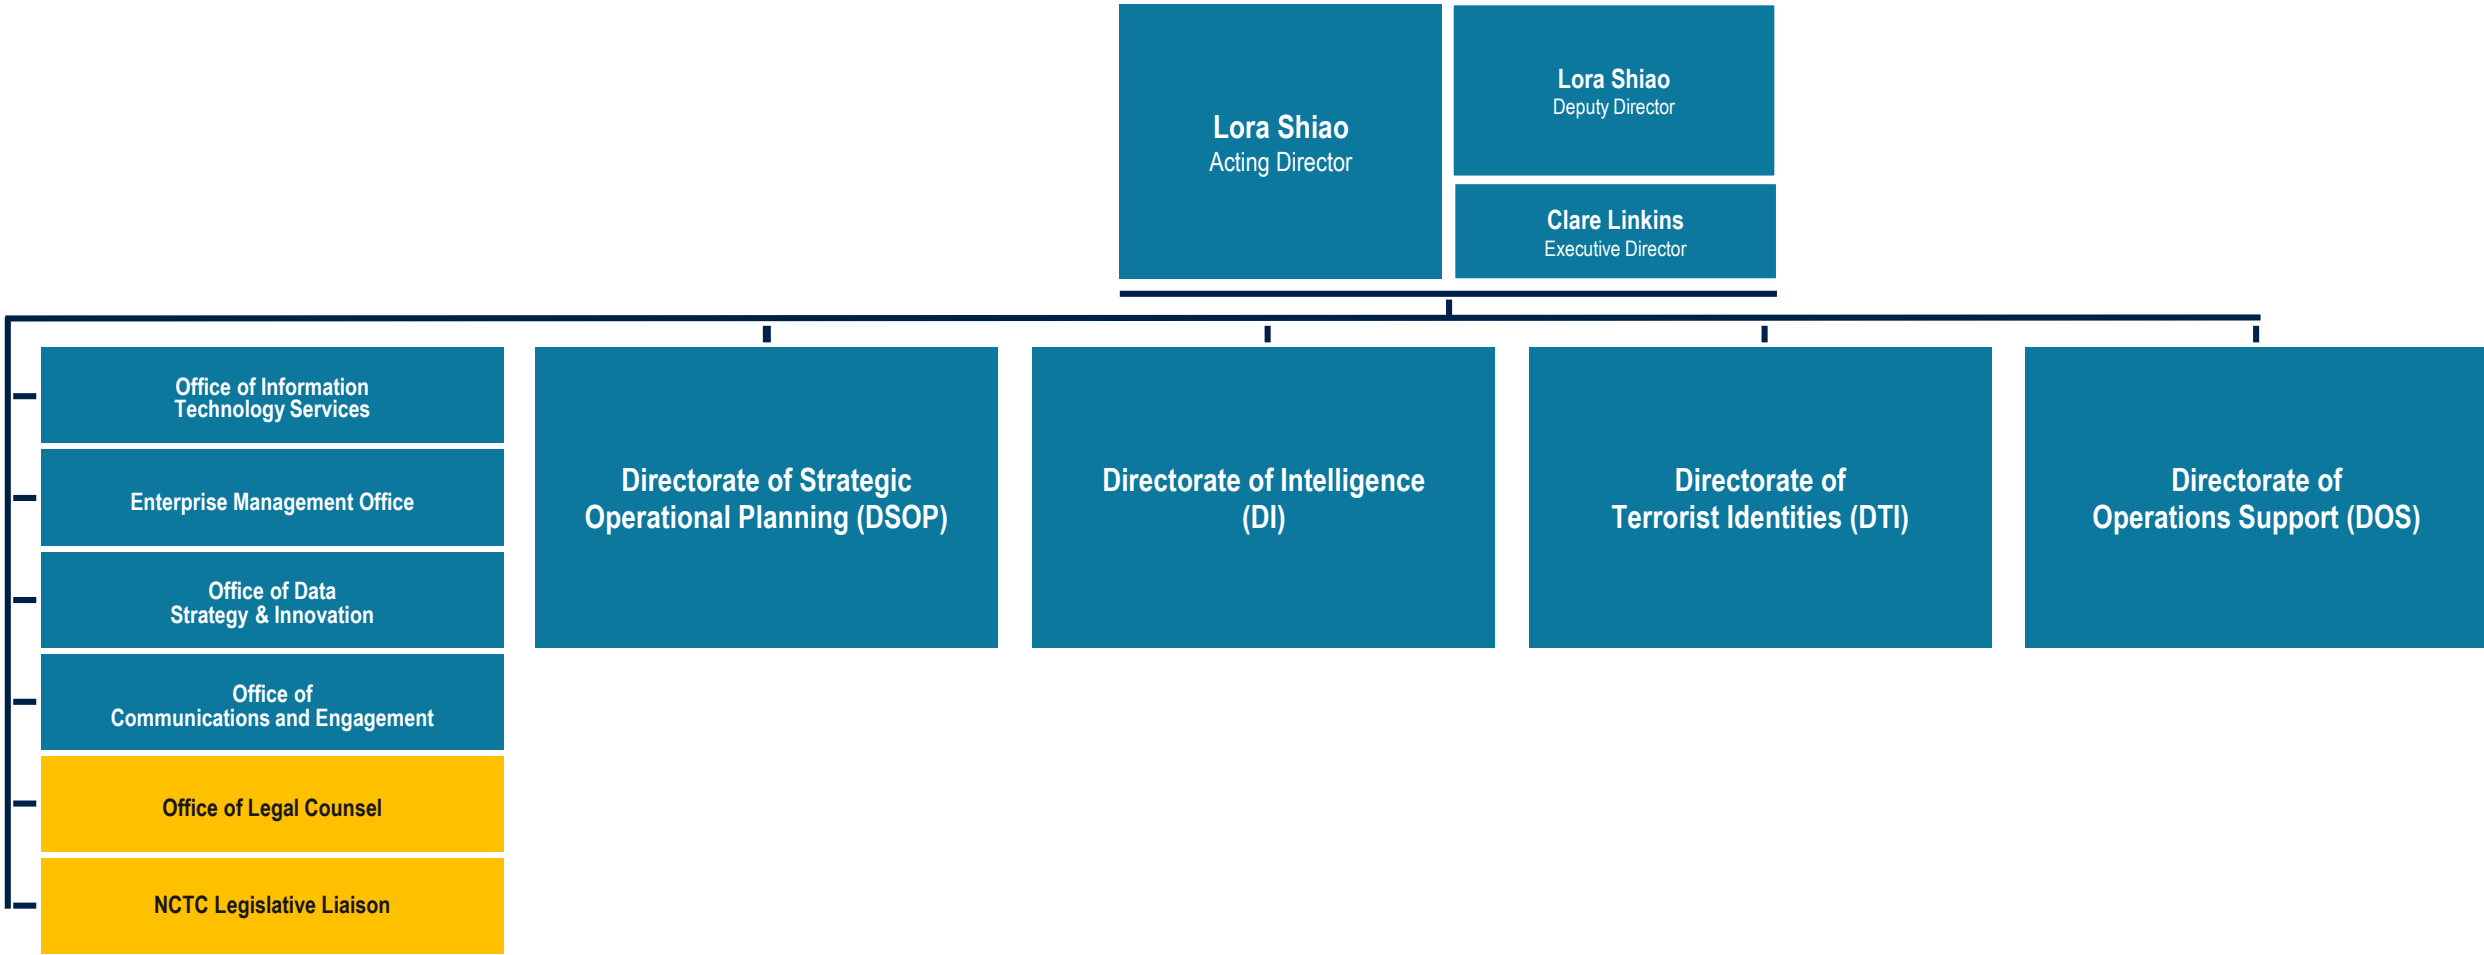 Lora Shiao
Acting Director
Lora Shiao
Deputy Director
Clare Linkins
Executive Director
Office of Information
Technology Services
Enterprise Management Office
Office of Data
Strategy & Innovation
Office of
Communications and Engagement
Office of Legal Counsel
NCTC Legislative Liaison
Directorate of Strategic
Operational Planning (DSOP)
Directorate of Intelligence
(DI)
Directorate of
Terrorist Identities (DTI)
Directorate of
Operations Support (DOS)